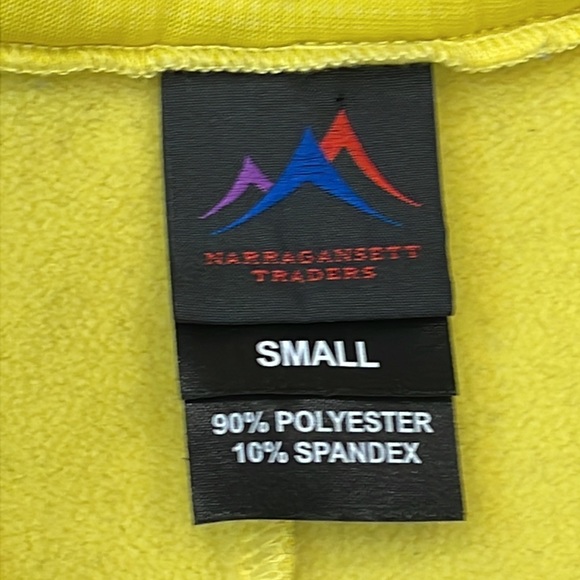 NARRAGANSETT
TRADERS
SMALL
90% POLYESTER
10% SPANDEX